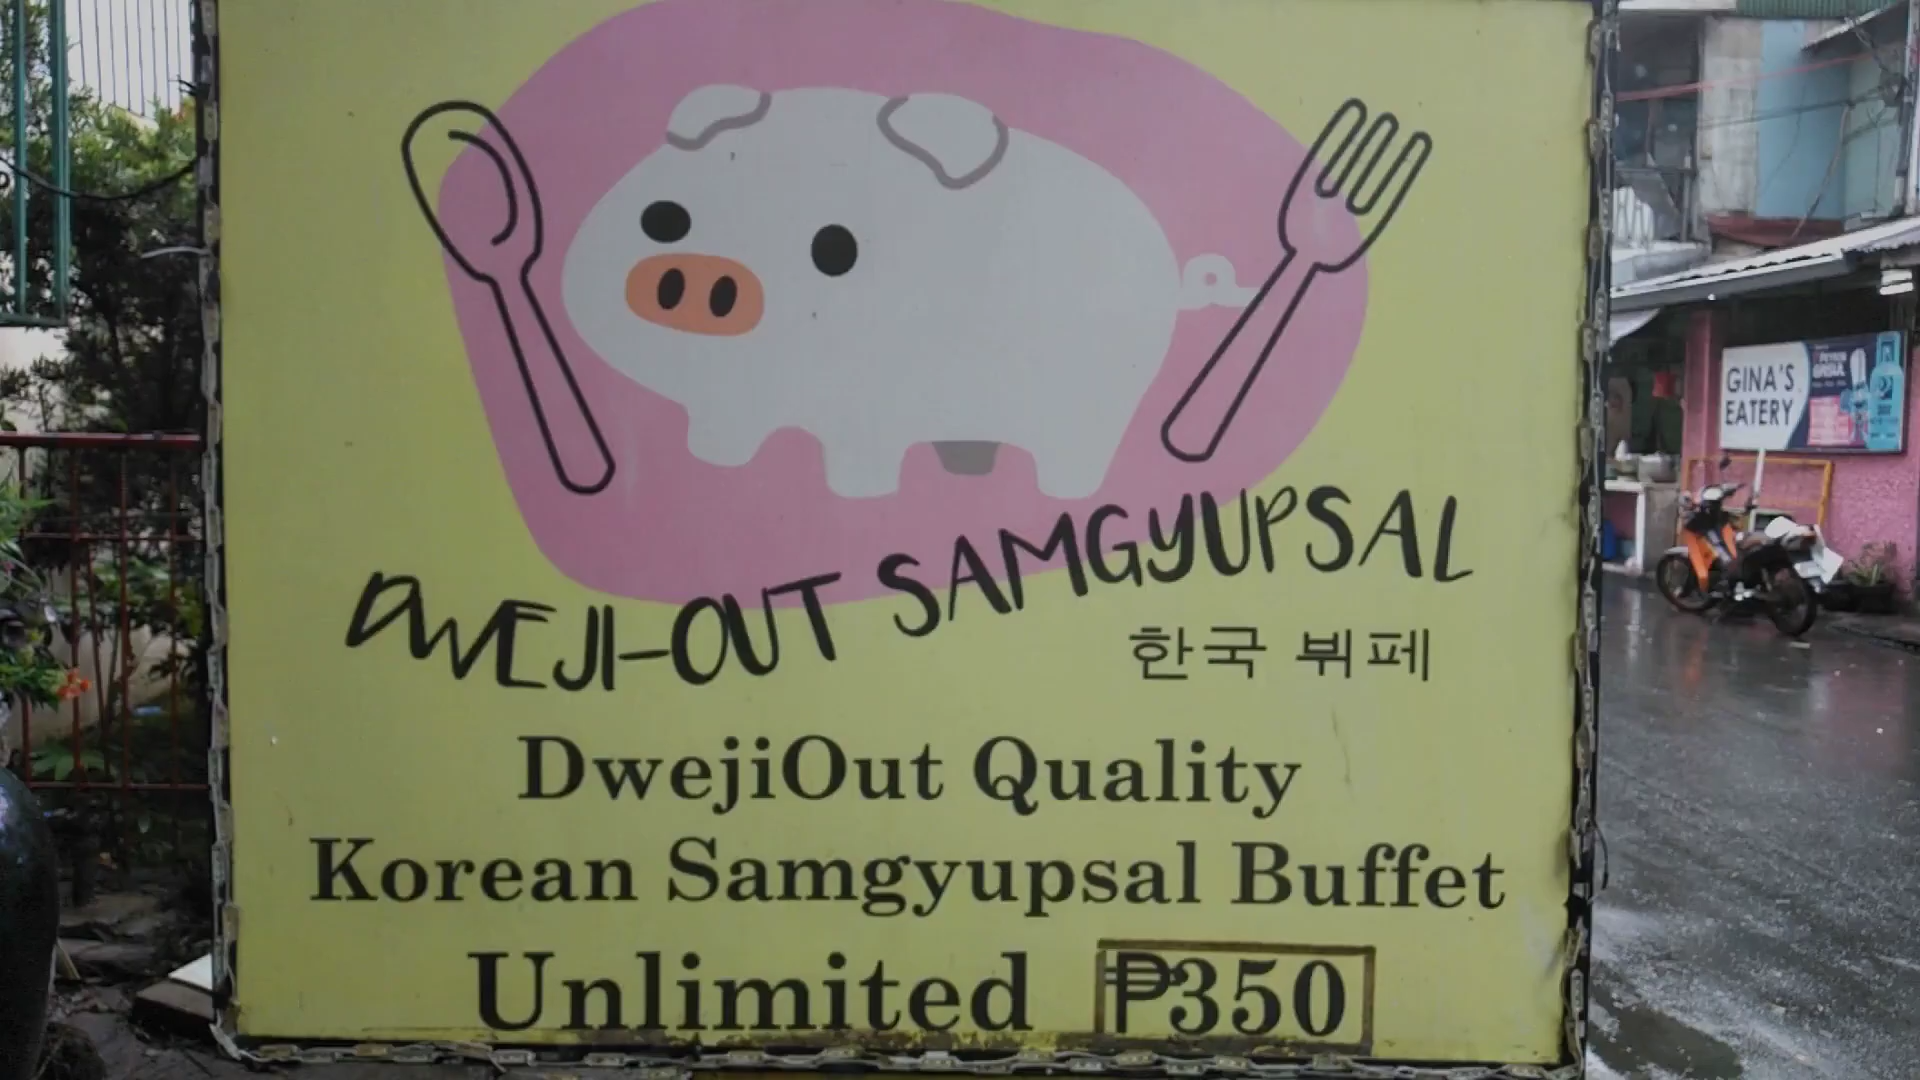 DWEJI-OUT SAMGYUPSAL
한국 뷔페
DwejiOut Quality
Korean Samgyupsal Buffet
Unlimited ₱350
GINA'S
EATERY